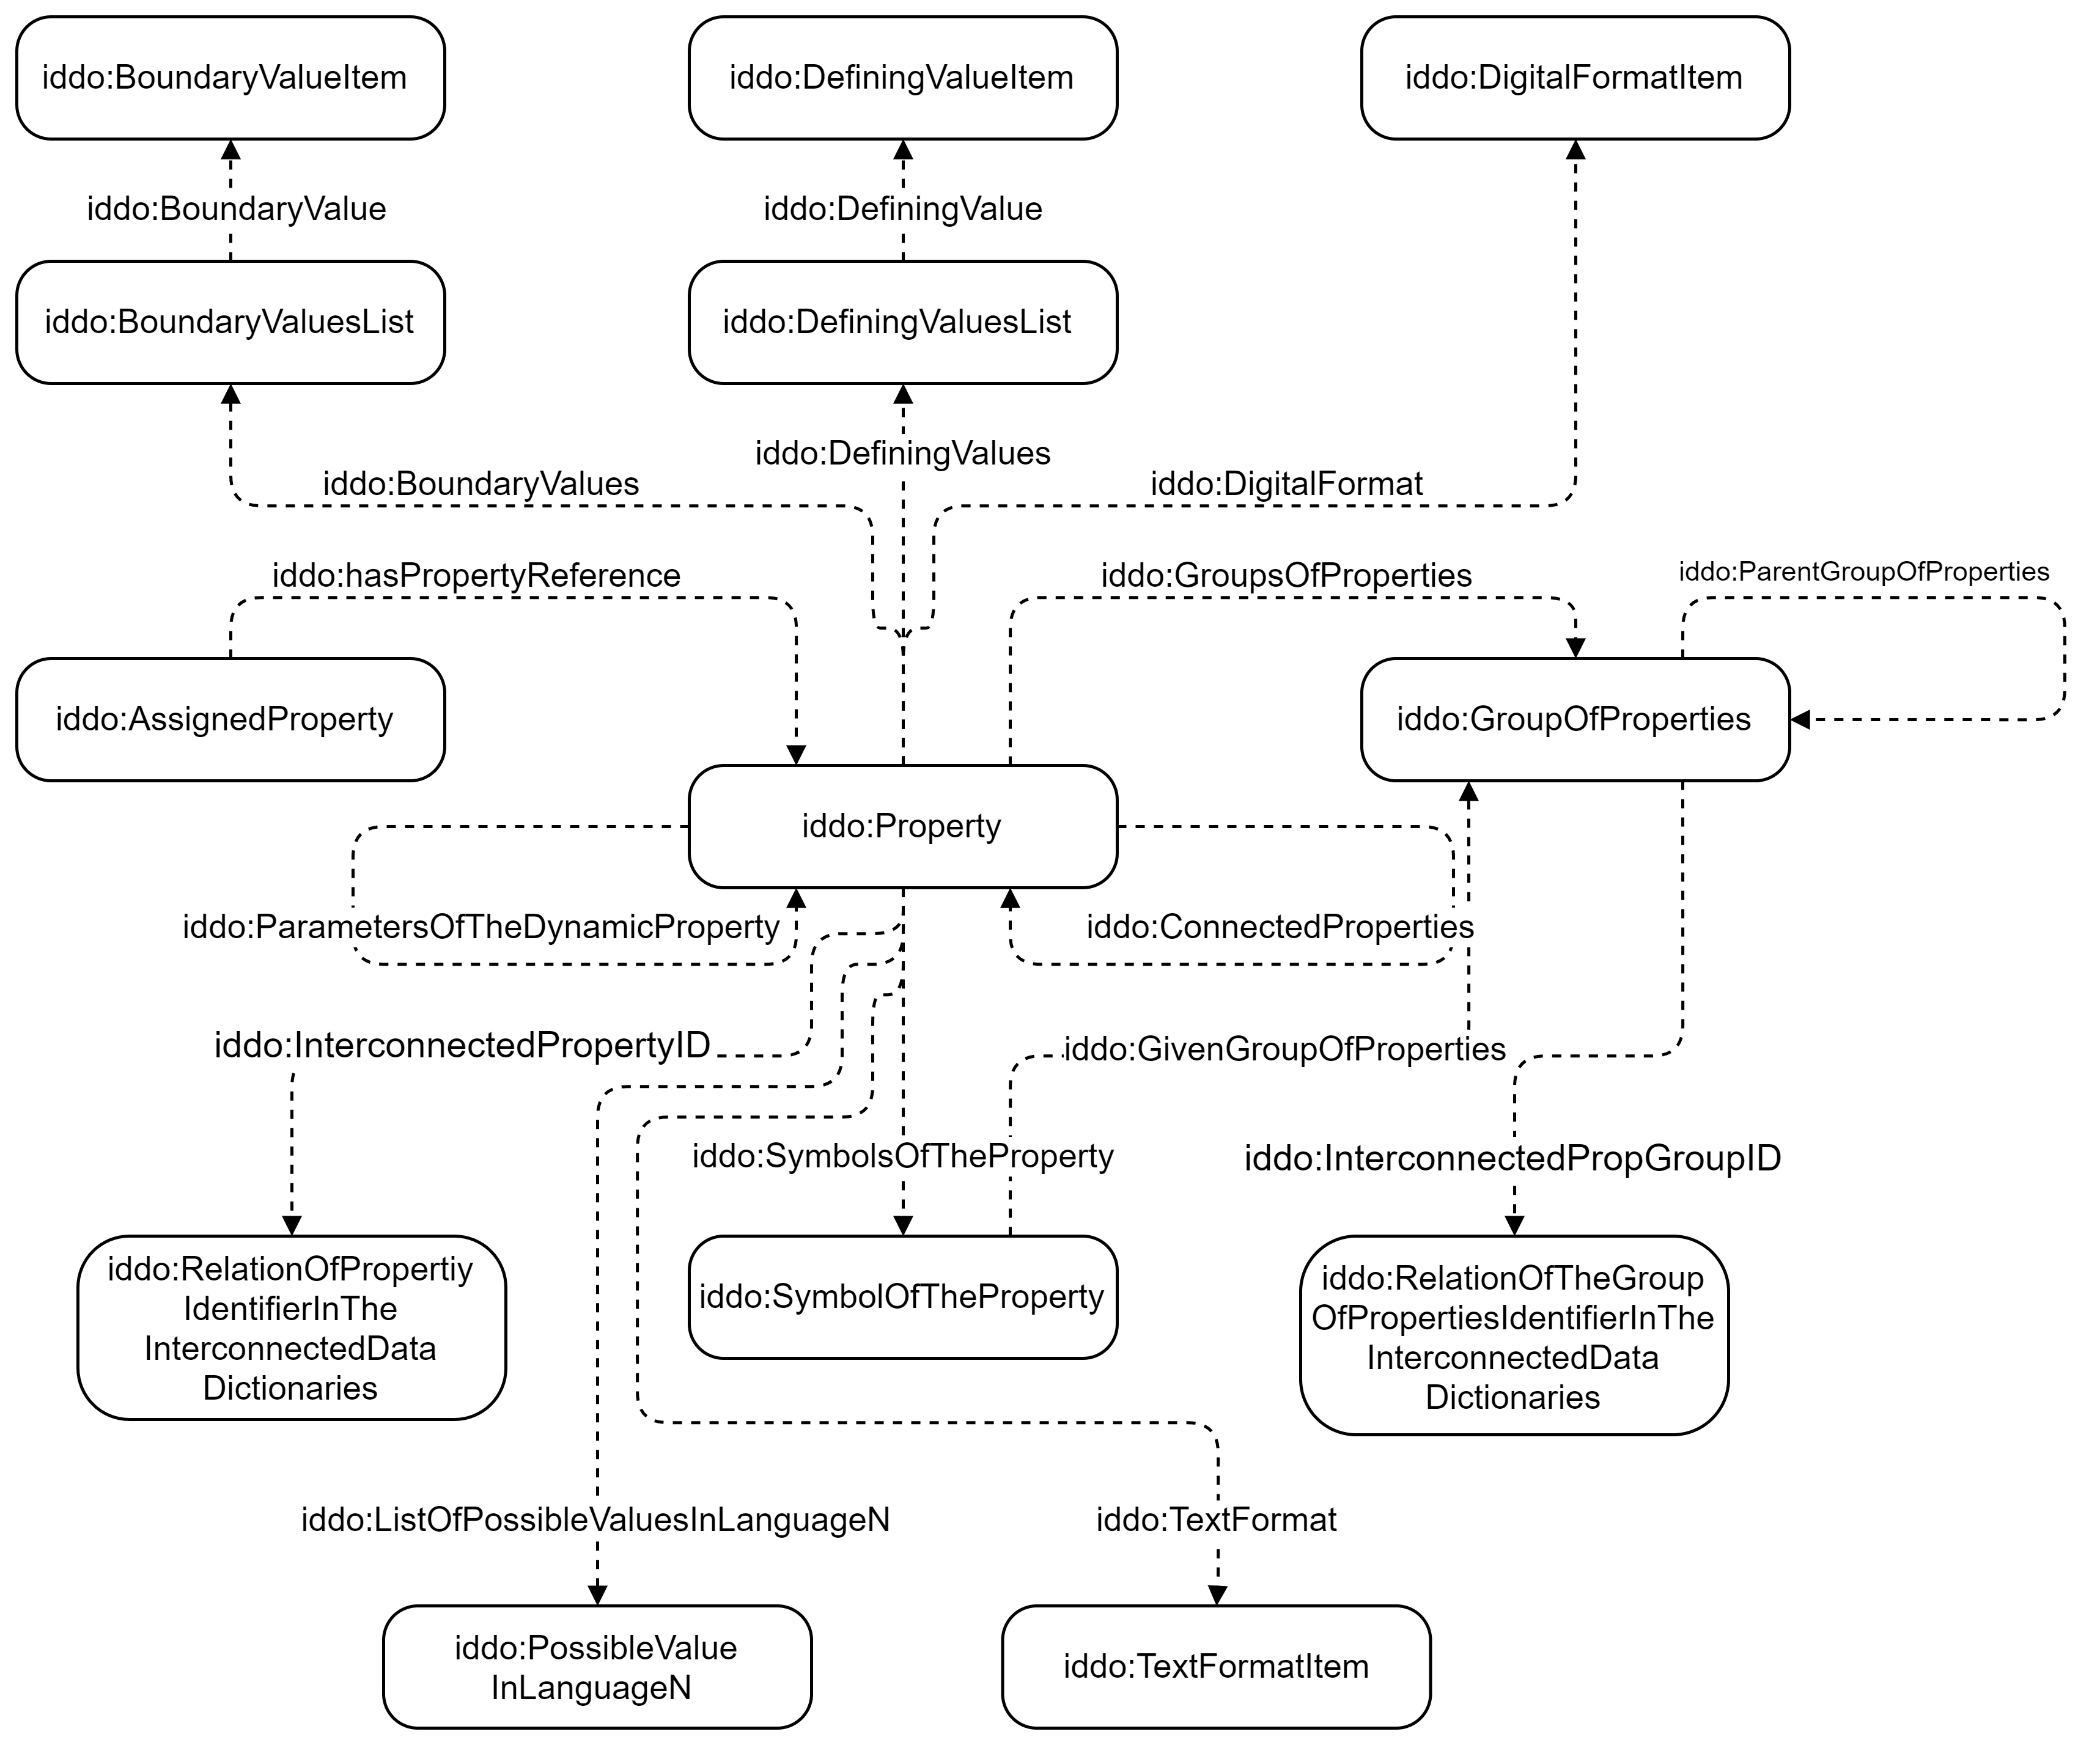 iddo:BoundaryValueItem
iddo:DefiningValueItem
iddo:DigitalFormatItem
iddo:BoundaryValue
iddo:DefiningValue
iddo:BoundaryValuesList
iddo:DefiningValuesList
iddo:DefiningValues
iddo:BoundaryValues
iddo:DigitalFormat
iddo:hasPropertyReference
iddo:GroupsOfProperties
iddo:ParentGroupOfProperties
iddo:AssignedProperty
iddo:GroupOfProperties
iddo:Property
iddo:ParametersOfTheDynamicProperty
iddo:ConnectedProperties
iddo:InterconnectedPropertyID
iddo:GivenGroupOfProperties
iddo:SymbolsOfTheProperty
iddo:InterconnectedPropGroupID
iddo:RelationOfPropertiy
IdentifierInThe
InterconnectedData
Dictionaries
iddo:SymbolOfTheProperty
iddo:RelationOfTheGroup
OfPropertiesIdentifierInThe
InterconnectedData
Dictionaries
iddo:ListOfPossibleValuesInLanguageN
iddo:TextFormat
iddo:PossibleValue
InLanguageN
iddo:TextFormatItem